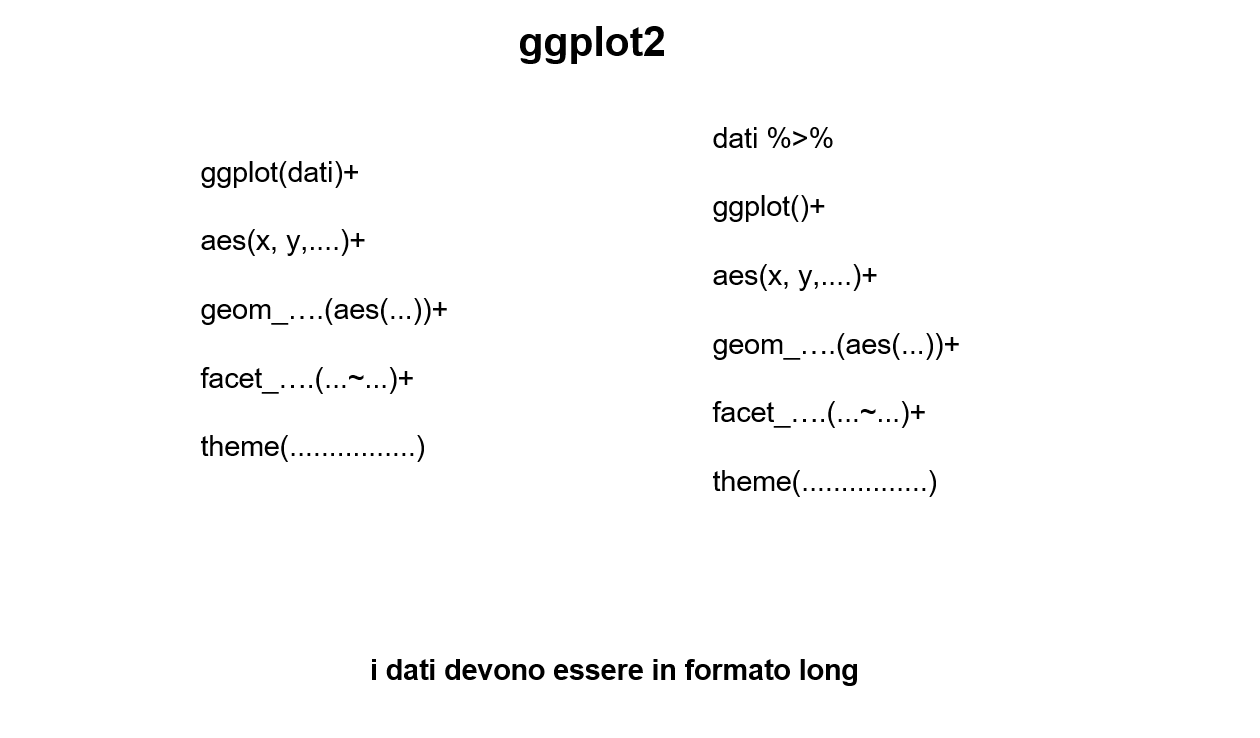 ggplot2
ggplot(dati)+
aes(x, y,....)+
geom_….(aes(...))+
facet_….(...~...)+
theme(................)
dati %>%
ggplot()+
aes(x, y,....)+
geom_….(aes(...))+
facet_….(...~...)+
theme(................)
i dati devono essere in formato long